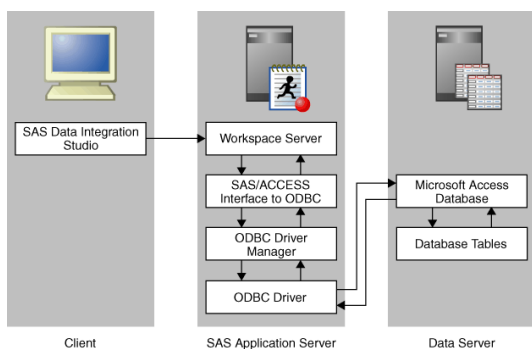 SAS Data Integration
Studio
Workspace Server
SAS/ACCESS
Interface to ODBC
ODBC Driver
Manager
ODBC Driver
Microsoft Access
Database
Database Tables
Client
SAS Application Server
Data Server